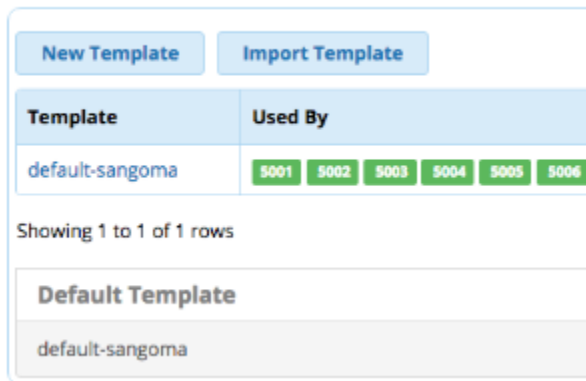 New Template Import Template
Template Used By
default-sangoma 5001 5002 5003 5004 5005 5006
Showing 1 to 1 of 1 rows
Default Template
default-sangoma